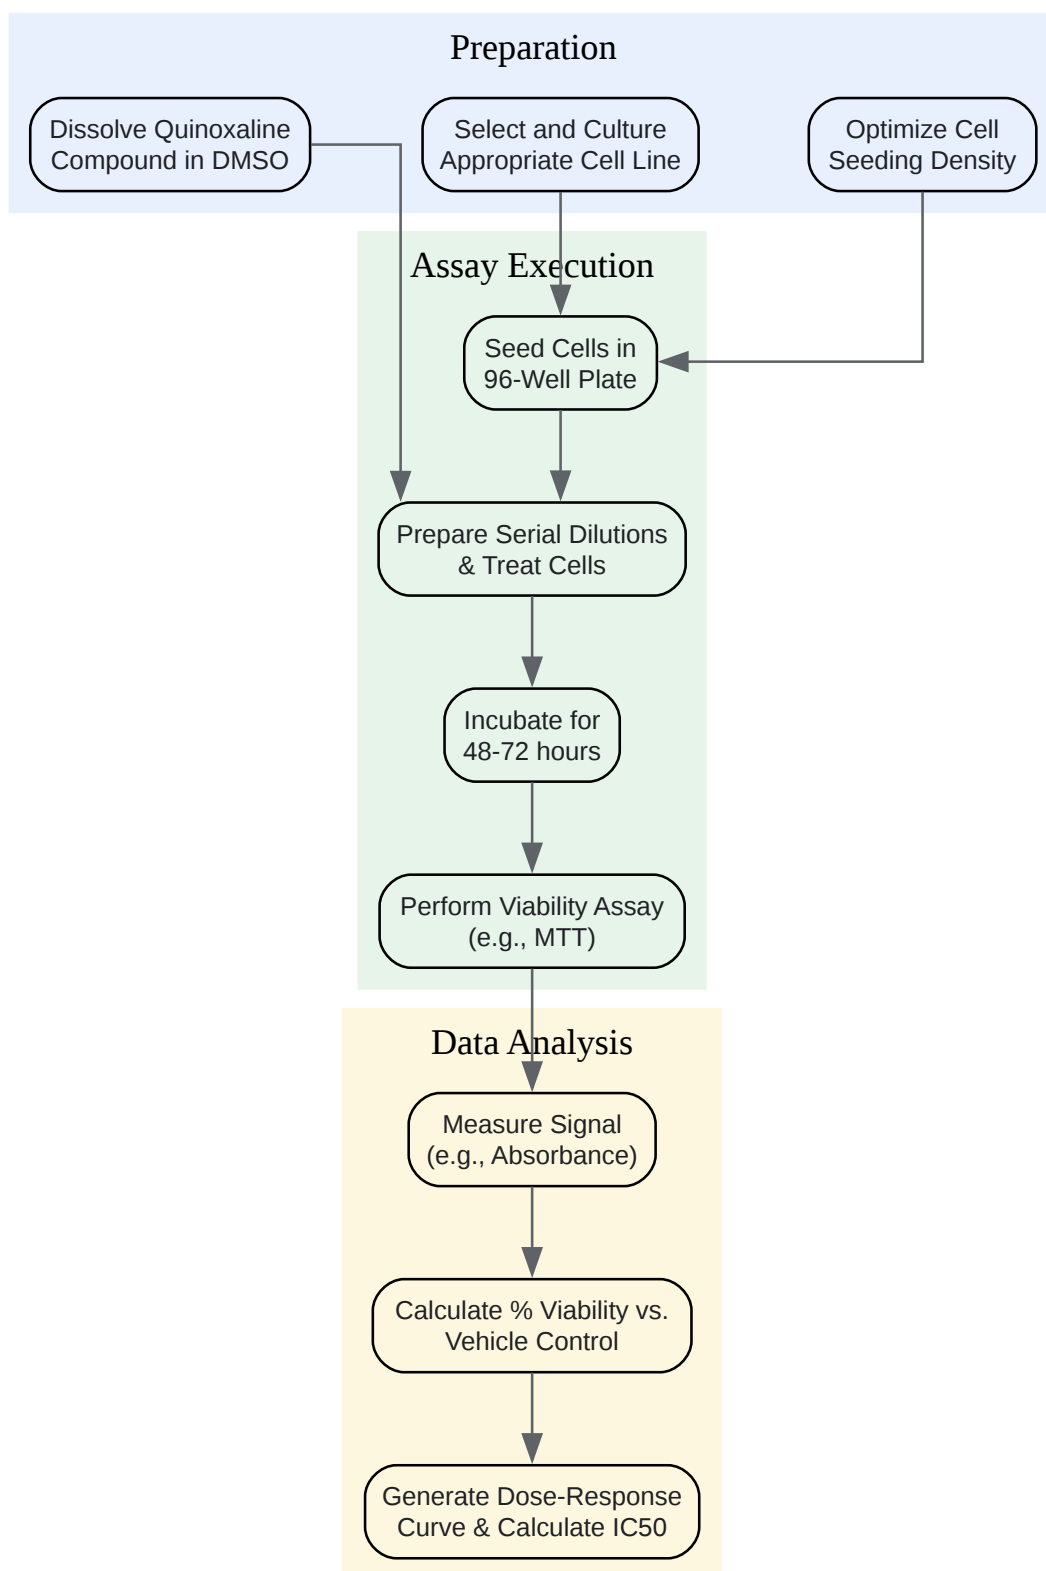 Preparation
Dissolve Quinoxaline
Compound in DMSO
Select and Culture
Appropriate Cell Line
Optimize Cell
Seeding Density
Assay Execution
Seed Cells in
96-Well Plate
Prepare Serial Dilutions
& Treat Cells
Incubate for
48-72 hours
Perform Viability Assay
(e.g., MTT)
Data Analysis
Measure Signal
(e.g., Absorbance)
Calculate % Viability vs.
Vehicle Control
Generate Dose-Response
Curve & Calculate IC50